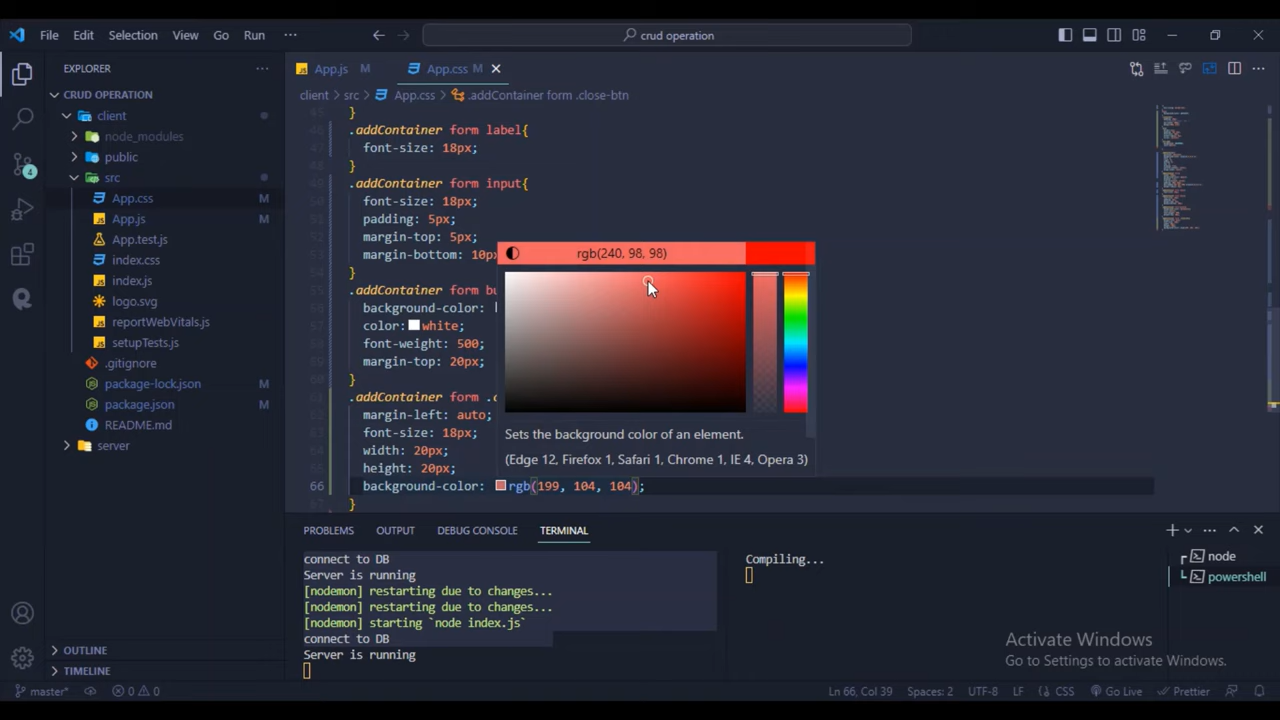 File Edit Selection View Go Run ··· crud operation
EXPLORER ···
CRUD OPERATION
client
node_modules
public
src
App.css M
App.js M
App.test.js
index.css
index.js
logo.svg
reportWebVitals.js
setupTests.js
.gitignore
package-lock.json M
package.json M
README.md
server
OUTLINE
TIMELINE
4
App.js M App.css M
client > src > App.css > .addContainer form .close-btn
}
.addContainer form label{
47 font-size: 18px;
48 }
.addContainer form input{
font-size: 18px;
padding: 5px;
margin-top: 5px;
margin-bottom: 10px
54 }
.addContainer form bu
background-color:
color: white;
font-weight: 500;
margin-top: 20px;
60 }
.addContainer form .c
margin-left: auto;
font-size: 18px;
width: 20px;
height: 20px;
66 background-color: rgb(199, 104, 104);
}
rgb(240, 98, 98)
Sets the background color of an element.
(Edge 12, Firefox 1, Safari 1, Chrome 1, IE 4, Opera 3)
PROBLEMS OUTPUT DEBUG CONSOLE TERMINAL
connect to DB
Server is running
[nodemon] restarting due to changes...
[nodemon] restarting due to changes...
[nodemon] starting `node index.js`
connect to DB
Server is running
Compiling...
node
powershell
Activate Windows
Go to Settings to activate Windows.
master* 0 0 Ln 66, Col 39 Spaces: 2 UTF-8 LF CSS Go Live Prettier